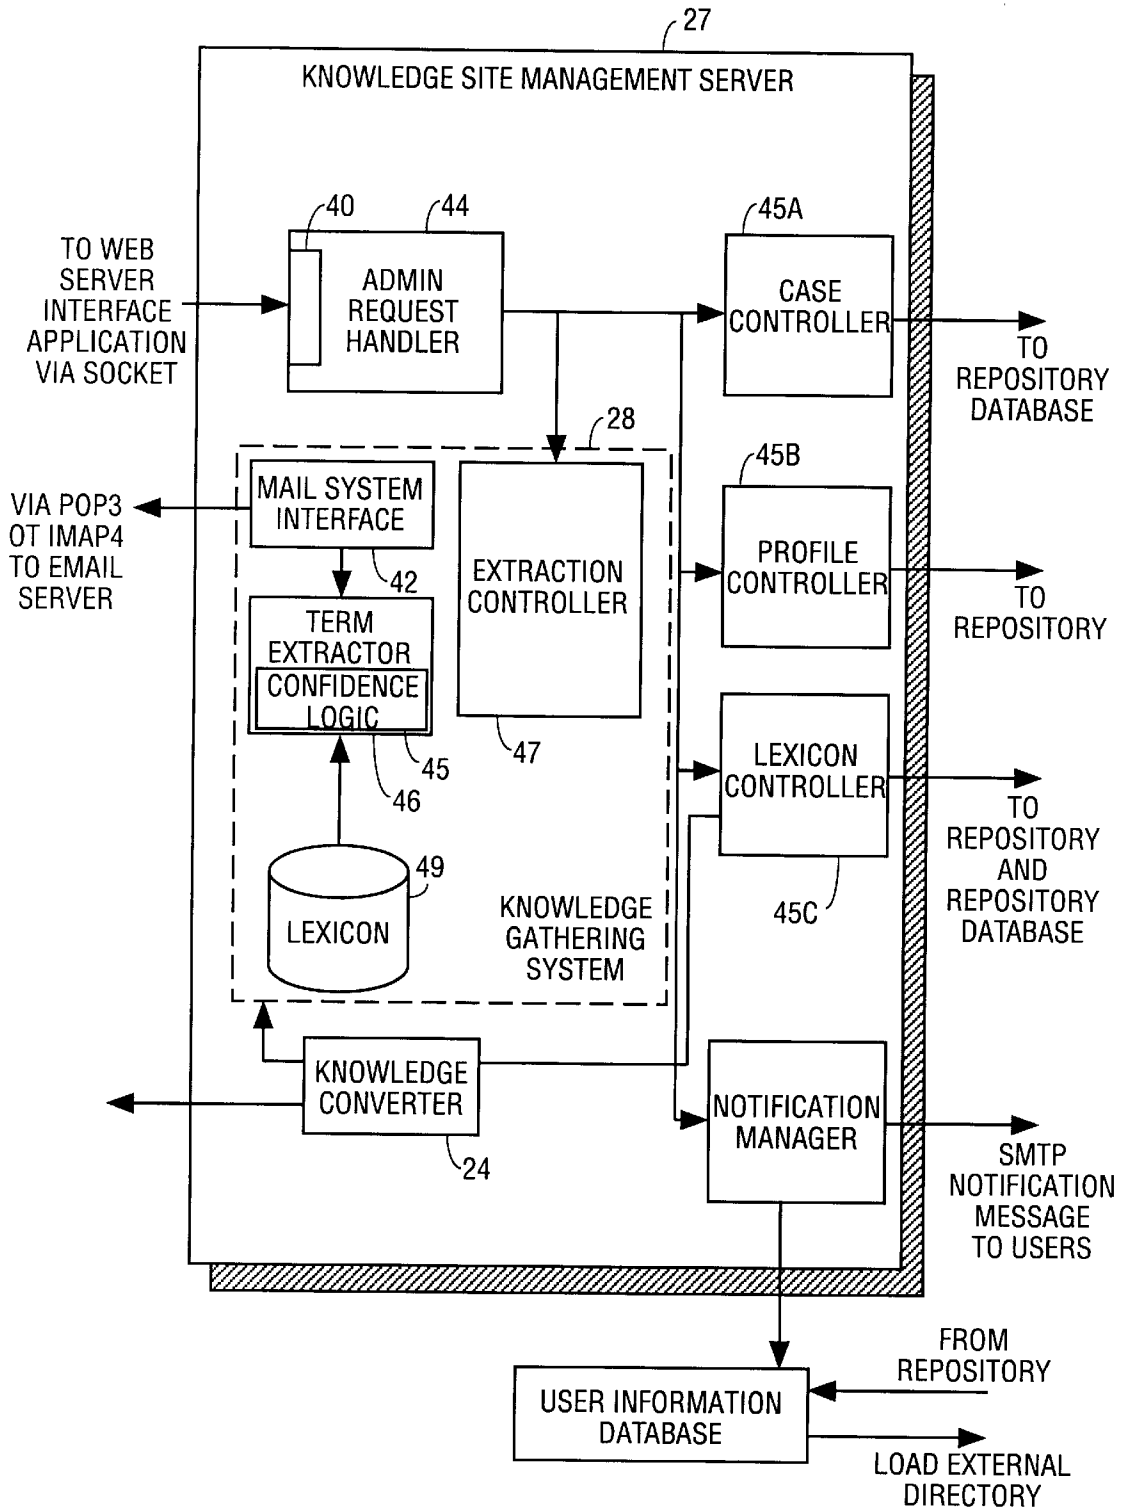 27
KNOWLEDGE SITE MANAGEMENT SERVER
40
44
45A
TO WEB
SERVER
INTERFACE
APPLICATION
VIA SOCKET
ADMIN
REQUEST
HANDLER
CASE
CONTROLLER
TO
REPOSITORY
DATABASE
28
45B
VIA POP3
OT IMAP4
TO EMAIL
SERVER
MAIL SYSTEM
INTERFACE
42
EXTRACTION
CONTROLLER
47
PROFILE
CONTROLLER
TO
REPOSITORY
TERM
EXTRACTOR
CONFIDENCE
LOGIC
45
46
LEXICON
CONTROLLER
45C
TO
REPOSITORY
AND
REPOSITORY
DATABASE
49
LEXICON
KNOWLEDGE
GATHERING
SYSTEM
KNOWLEDGE
CONVERTER
24
NOTIFICATION
MANAGER
SMTP
NOTIFICATION
MESSAGE
TO USERS
FROM
REPOSITORY
USER INFORMATION
DATABASE
LOAD EXTERNAL
DIRECTORY